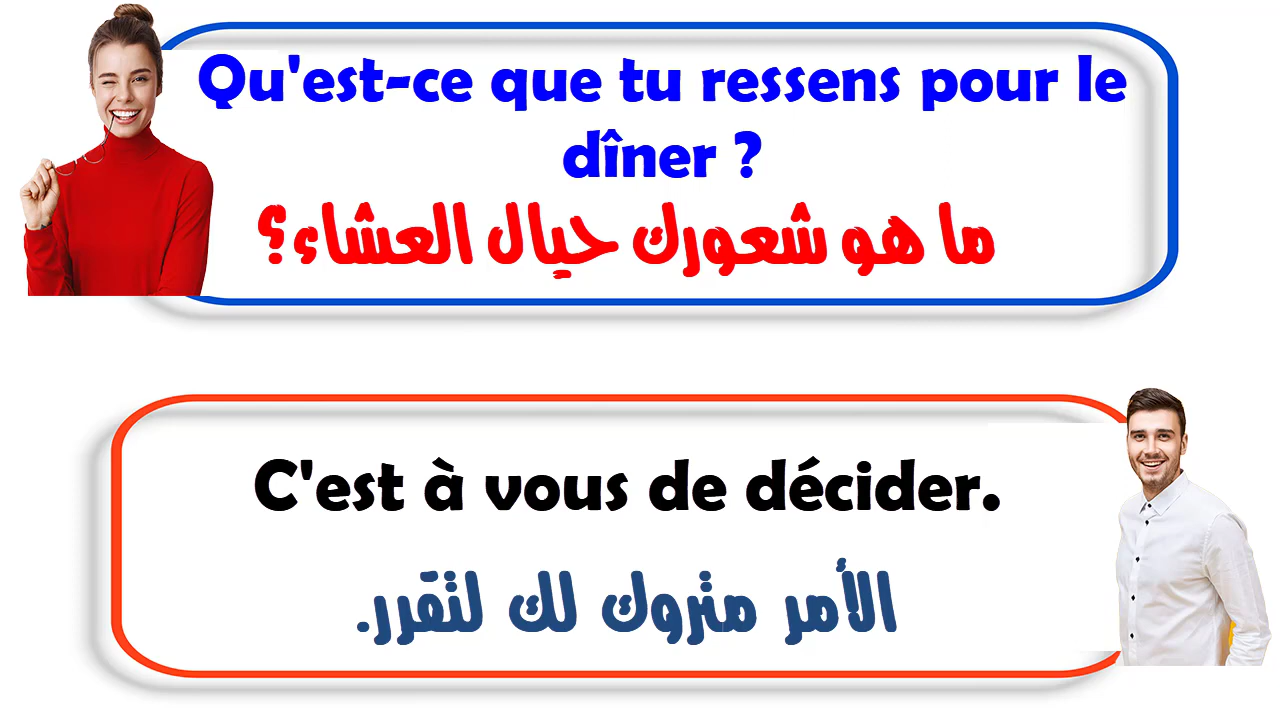 Qu'est-ce que tu ressens pour le
dîner ?
ما هو شعورك حيال العشاء؟
C'est à vous de décider.
الأمر متروك لك لتقرر.